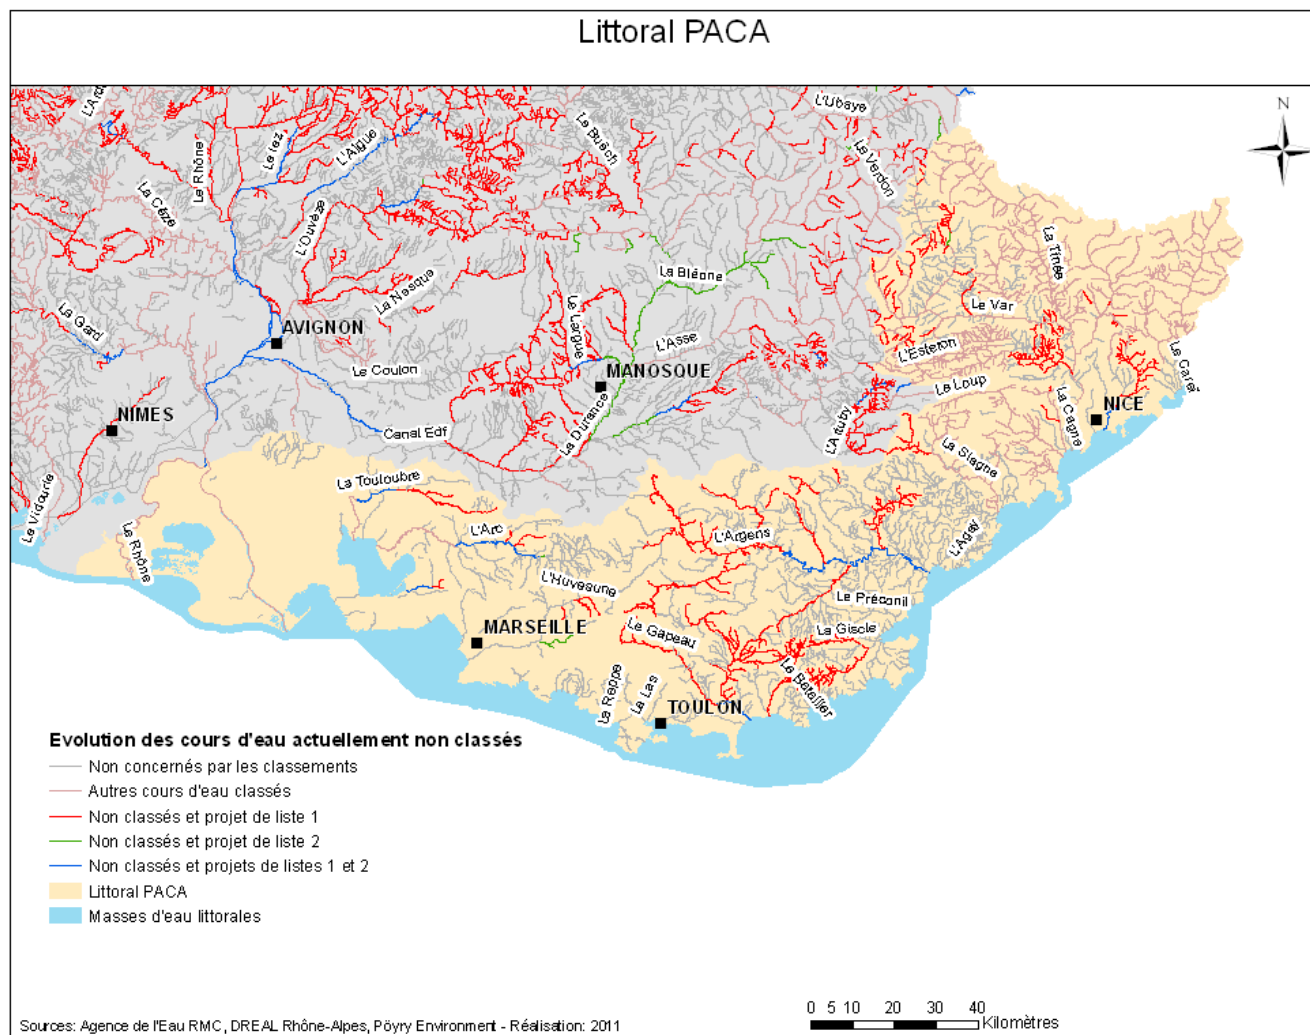 Littoral PACA
N
L'Ard
L'Ubaye
Le lez
L'Aigue
Le Buëch
Le Rhône
Le Verdon
La Cèze
L'Ouvèze
La Tinée
La Bléone
La Nesque
Le Var
La Gard
AVIGNON
Le Largue
L'Asse
L'Esteron
Le Coulon
MANOSQUE
Le Loup
Le Carei
NÎMES
La Durance
L'Artuby
La Cagne
NICE
Canal Edf
La Siagne
La Touloubre
Le Vidourle
L'Arc
L'Argens
L'Agay
Le Rhône
L'Huveaune
Le Préconil
MARSEILLE
Le Gapeau
La Giscle
Le Batailler
La Reppe
Le Las
TOULON
Evolution des cours d'eau actuellement non classés
Non concernés par les classements
Autres cours d'eau classés
Non classés et projet de liste 1
Non classés et projet de liste 2
Non classés et projets de listes 1 et 2
Littoral PACA
Masses d'eau littorales
0 5 10 20 30 40
Kilomètres
Sources: Agence de l'Eau RMC, DREAL Rhône-Alpes, Pöyry Environment - Réalisation: 2011